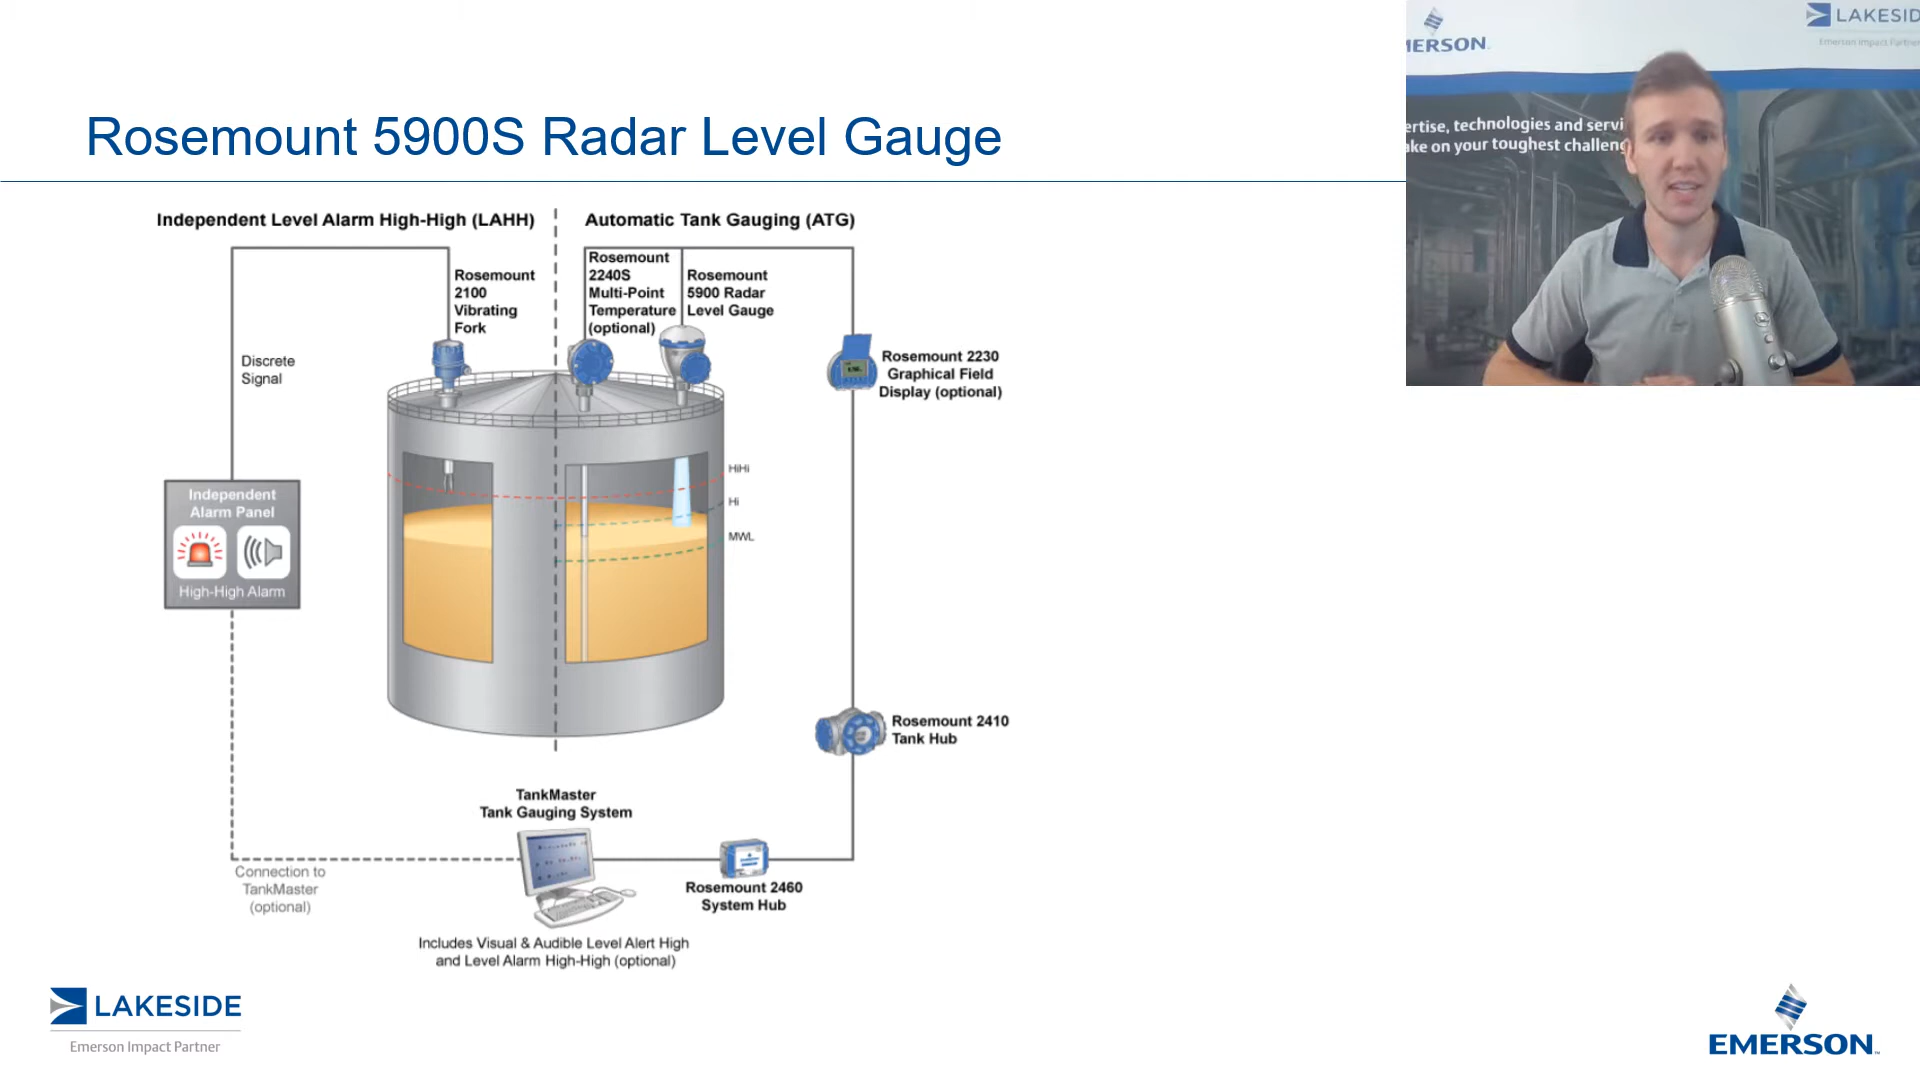 Rosemount 5900S Radar Level Gauge
Independent Level Alarm High-High (LAHH)
Automatic Tank Gauging (ATG)
Rosemount
2100
Vibrating
Fork
Rosemount
2240S
Multi-Point
Temperature
(optional)
Rosemount
5900 Radar
Level Gauge
Discrete
Signal
Rosemount 2230
Graphical Field
Display (optional)
HiHi
Hi
MWL
Independent
Alarm Panel
High-High Alarm
Rosemount 2410
Tank Hub
TankMaster
Tank Gauging System
Connection to
TankMaster
(optional)
Rosemount 2460
System Hub
Includes Visual & Audible Level Alert High
and Level Alarm High-High (optional)
LAKESIDE
Emerson Impact Partner
EMERSON
ERSON
LAKESID
Emerson Impact Partner
ertise, technologies and servi
ke on your toughest challeng